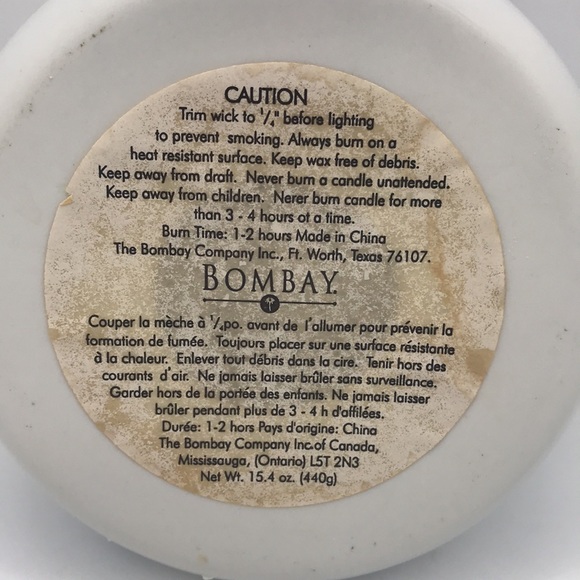 CAUTION
Trim wick to 1/4" before lighting
to prevent smoking. Always burn on a
heat resistant surface. Keep wax free of debris.
Keep away from draft. Never burn a candle unattended.
Keep away from children. Nerer burn candle for more
than 3 - 4 hours ot a time.
Burn Time: 1-2 hours Made in China
The Bombay Company Inc., Ft. Worth, Texas 76107.
BOMBAY
Couper la mèche à 1/4po. avant de l'allumer pour prévenir la
formation de fumée. Toujours placer sur une surface résistante
à la chaleur. Enlever tout débris dans la cire. Tenir hors des
courants d'air. Ne jamais laisser brûler sans surveillance.
Garder hors de la portée des enfants. Ne jamais laisser
brûler pendant plus de 3 - 4 h d'affilées.
Durée: 1-2 hors Pays d'origine: China
The Bombay Company Inc.of Canada,
Mississauga, (Ontario) L5T 2N3
Net Wt. 15.4 oz. (440g)